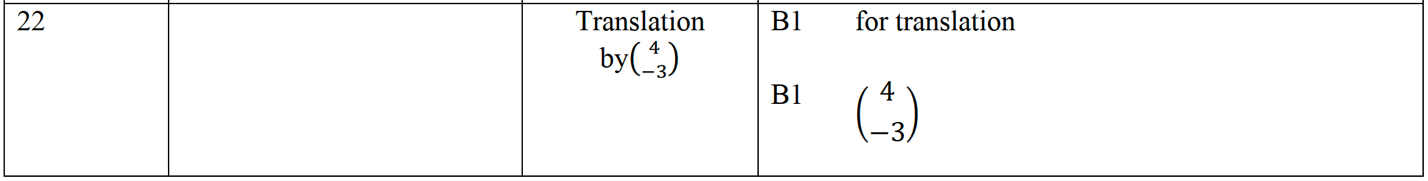 22
Translation
by(4
−3)
B1 for translation
B1 (4
−3)